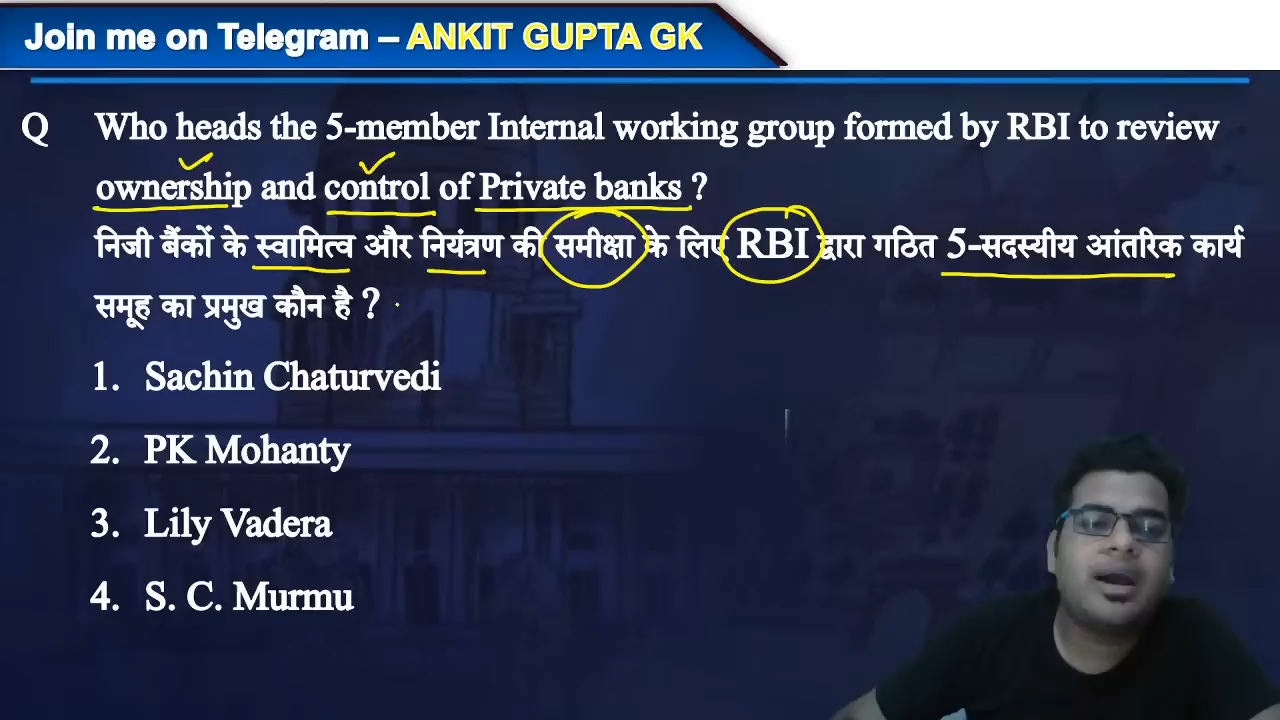 Join me on Telegram – ANKIT GUPTA GK
Q Who heads the 5-member Internal working group formed by RBI to review
ownership and control of Private banks ?
निजी बैंकों के स्वामित्व और नियंत्रण की समीक्षा के लिए RBI द्वारा गठित 5-सदस्यीय आंतरिक कार्य
समूह का प्रमुख कौन है ?
1. Sachin Chaturvedi
2. PK Mohanty
3. Lily Vadera
4. S. C. Murmu